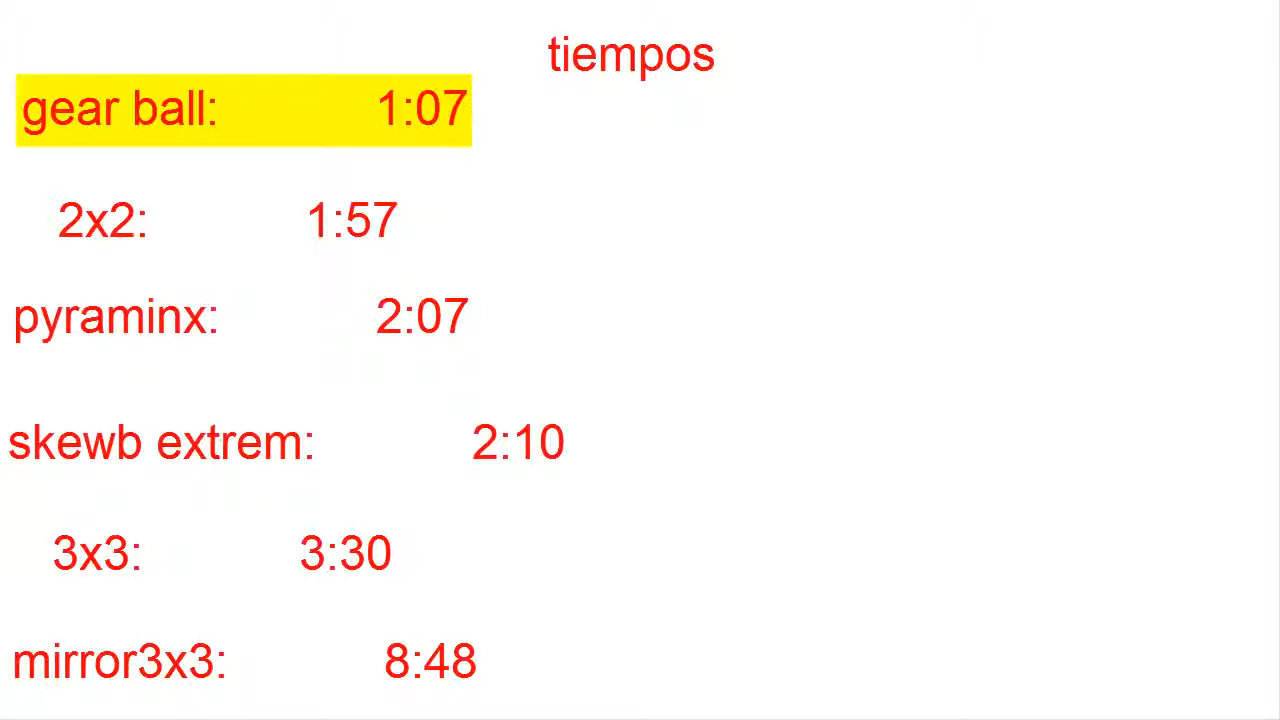 tiempos
gear ball: 1:07
2x2: 1:57
pyraminx: 2:07
skewb extrem: 2:10
3x3: 3:30
mirror3x3: 8:48